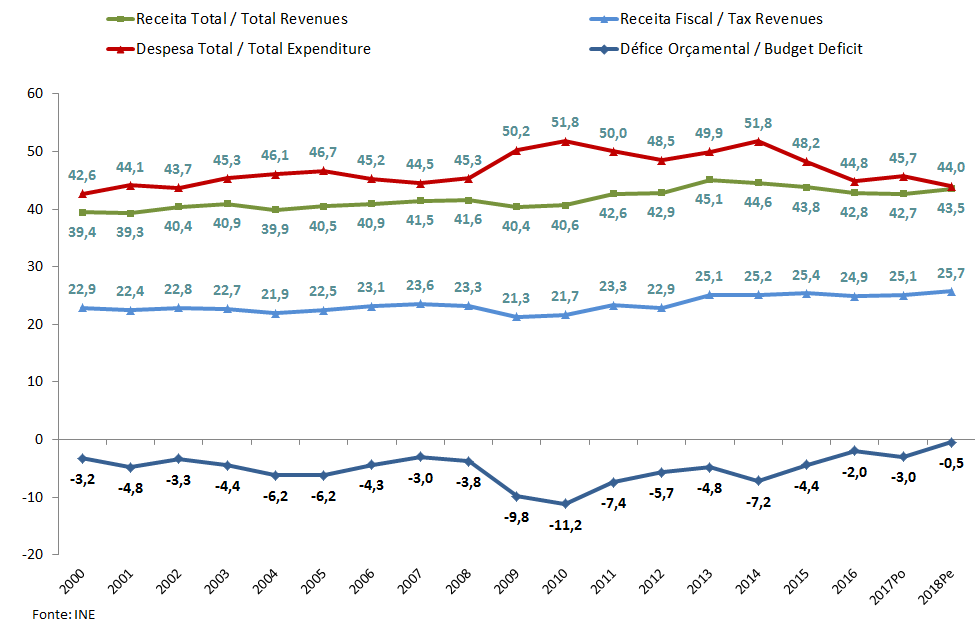 Receita Total / Total Revenues
Receita Fiscal / Tax Revenues
Despesa Total / Total Expenditure
Défice Orçamental / Budget Deficit
60
50
40
30
20
10
0
-10
-20
42,6 44,1 43,7 45,3 46,1 46,7 45,2 44,5 45,3 50,2 51,8 50,0 48,5 49,9 51,8 48,2 44,8 45,7 44,0
39,4 39,3 40,4 40,9 39,9 40,5 40,9 41,5 41,6 40,4 40,6 42,6 42,9 45,1 44,6 43,8 42,8 42,7 43,5
22,9 22,4 22,8 22,7 21,9 22,5 23,1 23,6 23,3 21,3 21,7 23,3 22,9 25,1 25,2 25,4 24,9 25,1 25,7
-3,2 -4,8 -3,3 -4,4 -6,2 -6,2 -4,3 -3,0 -3,8 -9,8 -11,2 -7,4 -5,7 -4,8 -7,2 -4,4 -2,0 -3,0 -0,5
2000 2001 2002 2003 2004 2005 2006 2007 2008 2009 2010 2011 2012 2013 2014 2015 2016 2017Po 2018Pe
Fonte: INE